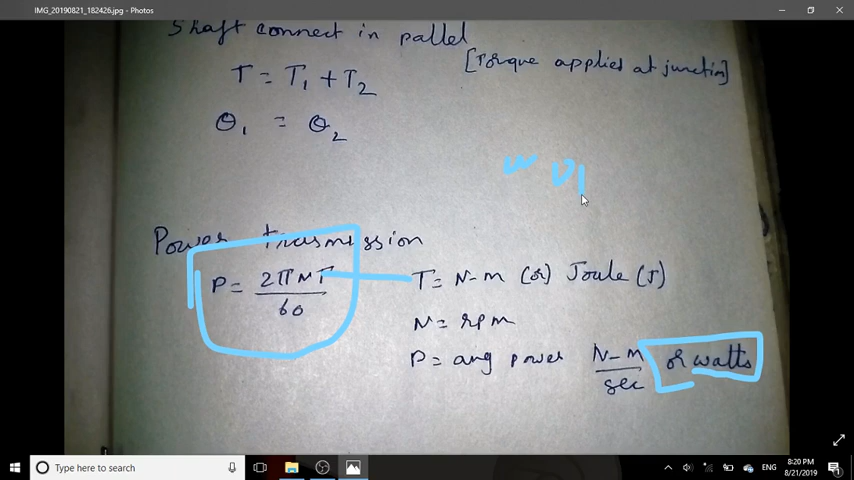 IMG_20190821_182426.jpg - Photos
Shaft connect in pallel
T = T1 + T2
[Torque applied at junction]
θ1 = θ2
Power transmission
P = 2πNT / 60
T = N-m (or) Joule (J)
N = rpm
P = avg power N-m / sec or watts
Type here to search
ENG
8:20 PM
8/21/2019